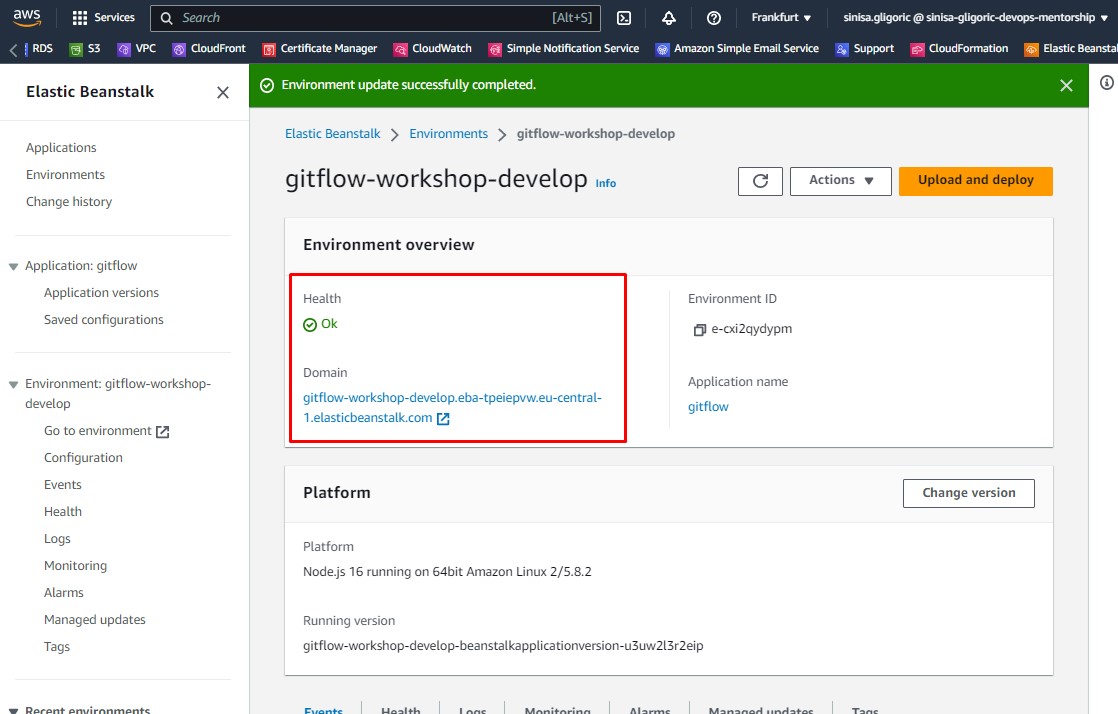 aws
Services
Search
[Alt+S]
Frankfurt ▼
sinisa.gligoric @ sinisa-gligoric-devops-mentorship ▼
RDS
S3
VPC
CloudFront
Certificate Manager
CloudWatch
Simple Notification Service
Amazon Simple Email Service
Support
CloudFormation
Elastic Beanstal
Elastic Beanstalk
Applications
Environments
Change history
Application: gitflow
Application versions
Saved configurations
Environment: gitflow-workshop-
develop
Go to environment
Configuration
Events
Health
Logs
Monitoring
Alarms
Managed updates
Tags
Recent environments
Environment update successfully completed.
Elastic Beanstalk > Environments > gitflow-workshop-develop
gitflow-workshop-develop Info
Actions ▼
Upload and deploy
Environment overview
Health
Ok
Domain
gitflow-workshop-develop.eba-tpeiepvw.eu-central-
1.elasticbeanstalk.com
Environment ID
e-cxi2qydypm
Application name
gitflow
Platform
Change version
Platform
Node.js 16 running on 64bit Amazon Linux 2/5.8.2
Running version
gitflow-workshop-develop-beanstalkapplicationversion-u3uw2l3r2eip
Events
Health
Logs
Monitoring
Alarms
Managed updates
Tags